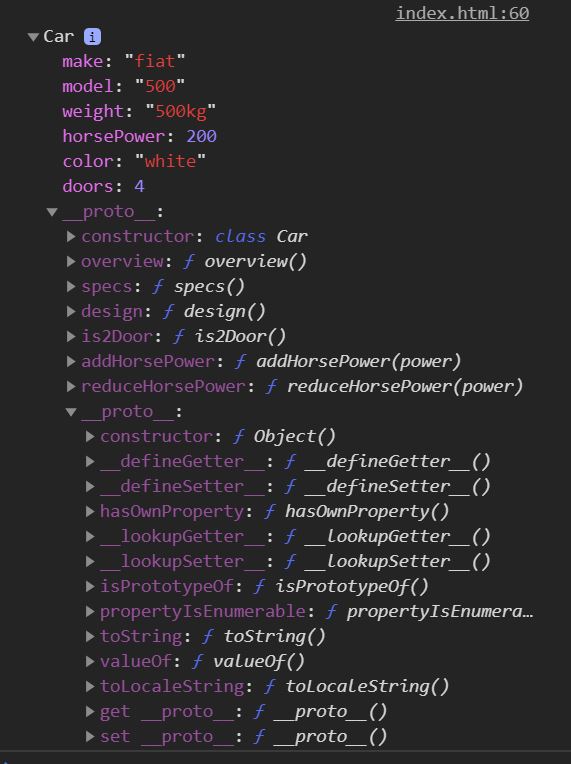 index.html:60
▼Car i
make: "fiat"
model: "500"
weight: "500kg"
horsePower: 200
color: "white"
doors: 4
▼__proto__:
▶constructor: class Car
▶overview: ƒ overview()
▶specs: ƒ specs()
▶design: ƒ design()
▶is2Door: ƒ is2Door()
▶addHorsePower: ƒ addHorsePower(power)
▶reduceHorsePower: ƒ reduceHorsePower(power)
▼__proto__:
▶constructor: ƒ Object()
▶__defineGetter__: ƒ __defineGetter__()
▶__defineSetter__: ƒ __defineSetter__()
▶hasOwnProperty: ƒ hasOwnProperty()
▶__lookupGetter__: ƒ __lookupGetter__()
▶__lookupSetter__: ƒ __lookupSetter__()
▶isPrototypeOf: ƒ isPrototypeOf()
▶propertyIsEnumerable: ƒ propertyIsEnumera…
▶toString: ƒ toString()
▶valueOf: ƒ valueOf()
▶toLocaleString: ƒ toLocaleString()
▶get __proto__: ƒ __proto__()
▶set __proto__: ƒ __proto__()